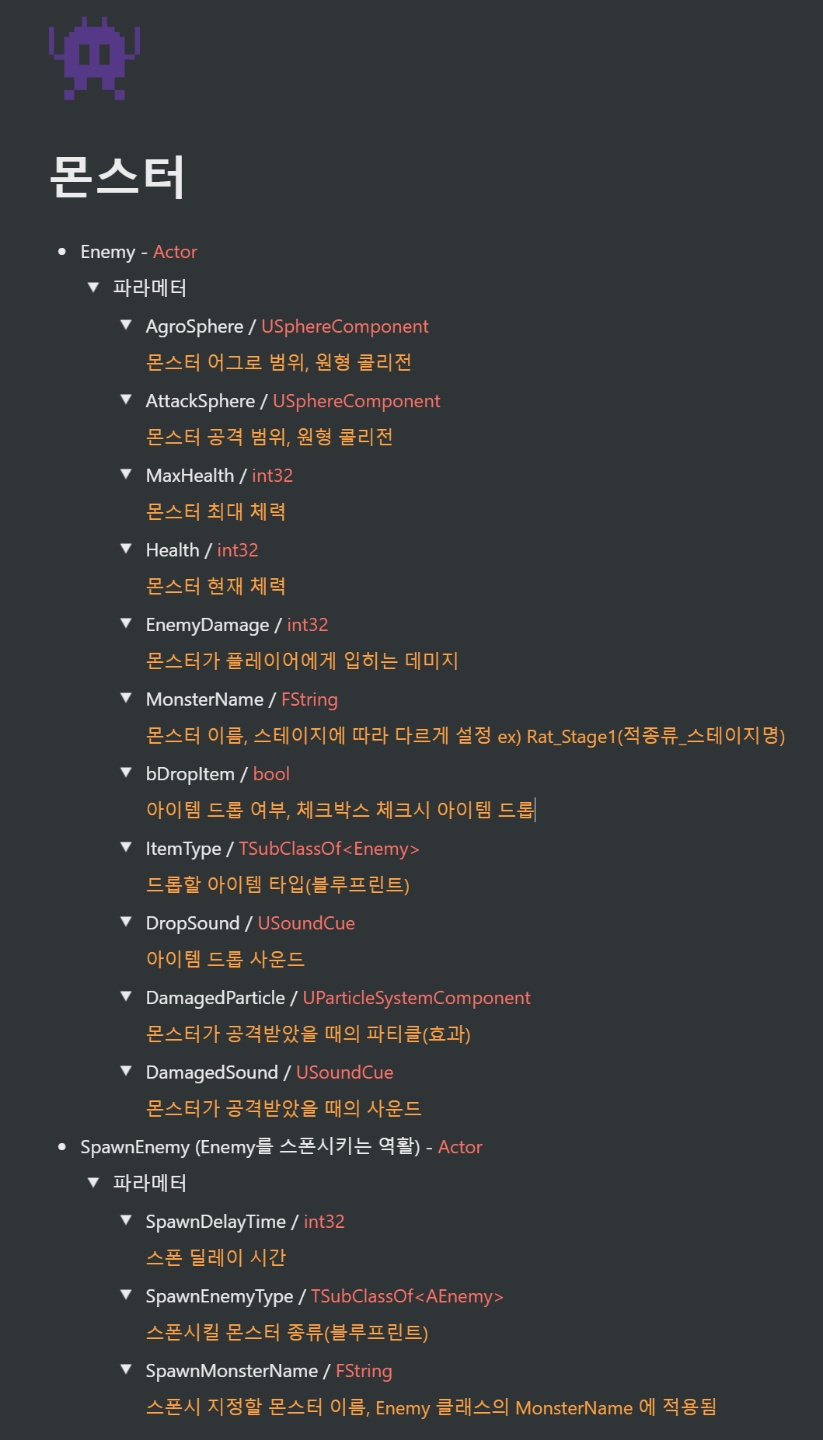 몬스터
Enemy - Actor
파라메터
AgroSphere / USphereComponent
몬스터 어그로 범위, 원형 콜리전
AttackSphere / USphereComponent
몬스터 공격 범위, 원형 콜리전
MaxHealth / int32
몬스터 최대 체력
Health / int32
몬스터 현재 체력
EnemyDamage / int32
몬스터가 플레이어에게 입히는 데미지
MonsterName / FString
몬스터 이름, 스테이지에 따라 다르게 설정 ex) Rat_Stage1(적종류_스테이지명)
bDropItem / bool
아이템 드롭 여부, 체크박스 체크시 아이템 드롭
ItemType / TSubClassOf<Enemy>
드롭할 아이템 타입(블루프린트)
DropSound / USoundCue
아이템 드롭 사운드
DamagedParticle / UParticleSystemComponent
몬스터가 공격받았을 때의 파티클(효과)
DamagedSound / USoundCue
몬스터가 공격받았을 때의 사운드
SpawnEnemy (Enemy를 스폰시키는 역활) - Actor
파라메터
SpawnDelayTime / int32
스폰 딜레이 시간
SpawnEnemyType / TSubClassOf<AEnemy>
스폰시킬 몬스터 종류(블루프린트)
SpawnMonsterName / FString
스폰시 지정할 몬스터 이름, Enemy 클래스의 MonsterName 에 적용됨